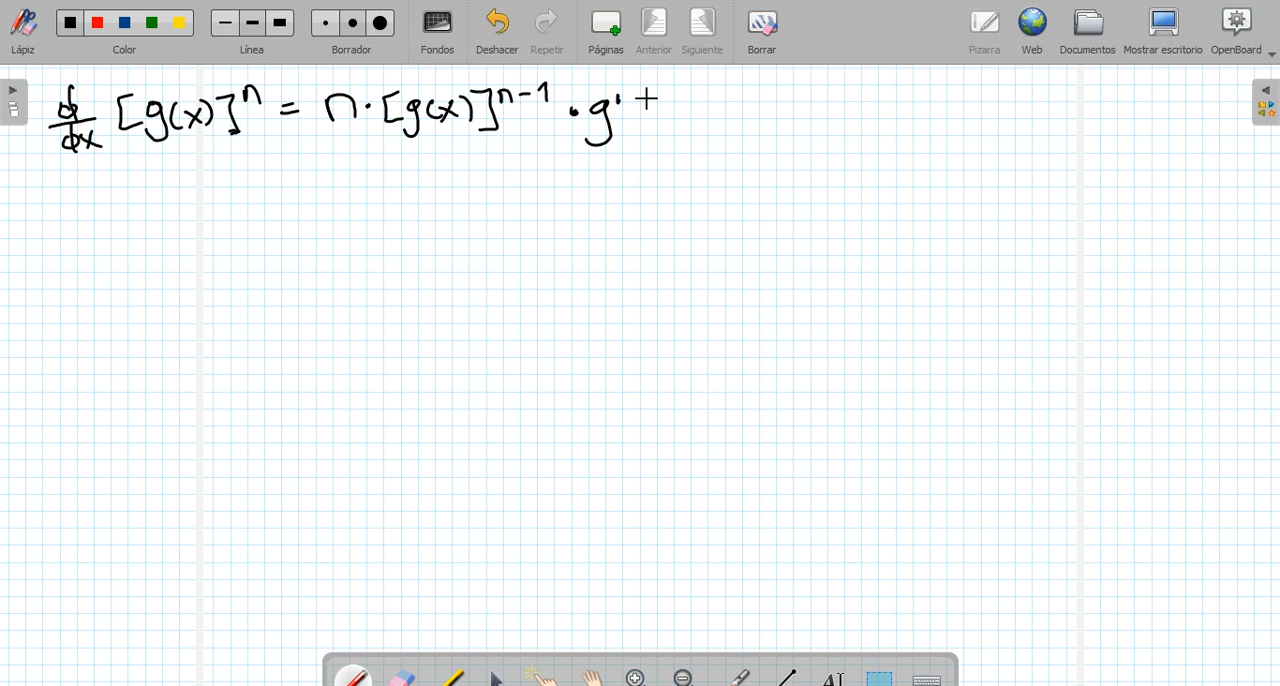 Lápiz Color Línea Borrador Fondos Deshacer Repetir Páginas Anterior Siguiente Borrar Pizarra Web Documentos Mostrar escritorio OpenBoard
d/dx [g(x)]^n = n · [g(x)]^{n-1} · g'